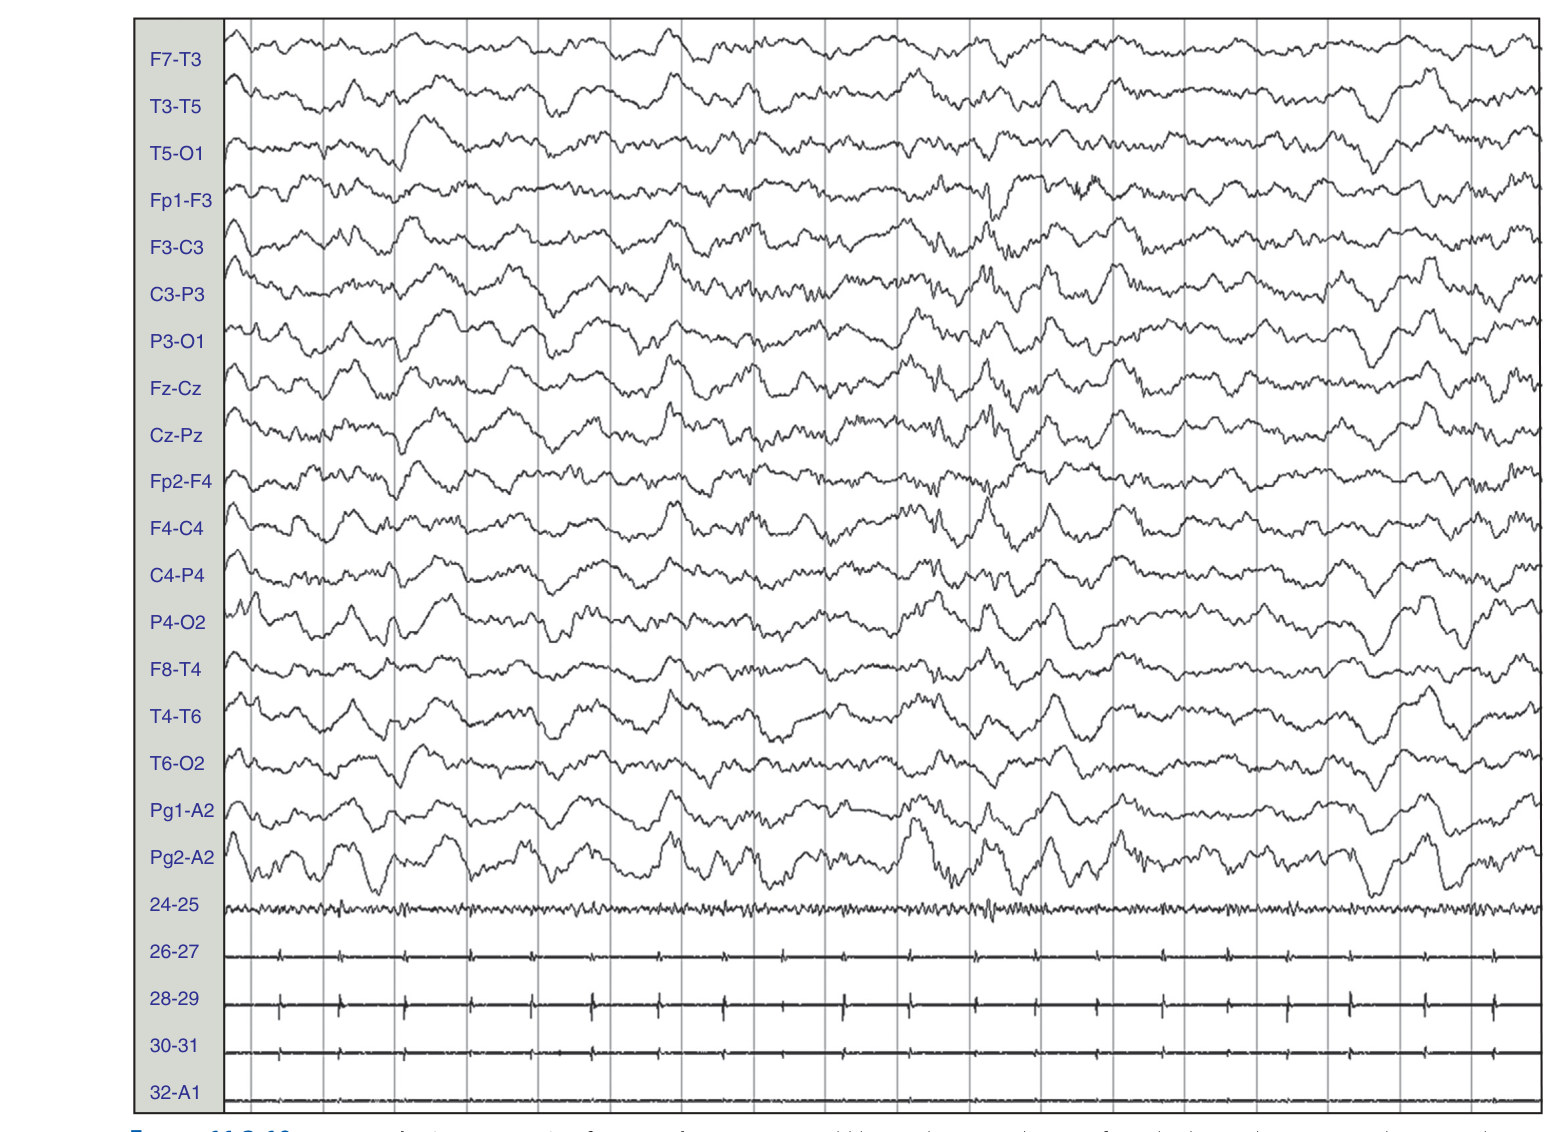 F7-T3
T3-T5
T5-O1
Fp1-F3
F3-C3
C3-P3
P3-O1
Fz-Cz
Cz-Pz
Fp2-F4
F4-C4
C4-P4
P4-O2
F8-T4
T4-T6
T6-O2
Pg1-A2
Pg2-A2
24-25
26-27
28-29
30-31
32-A1